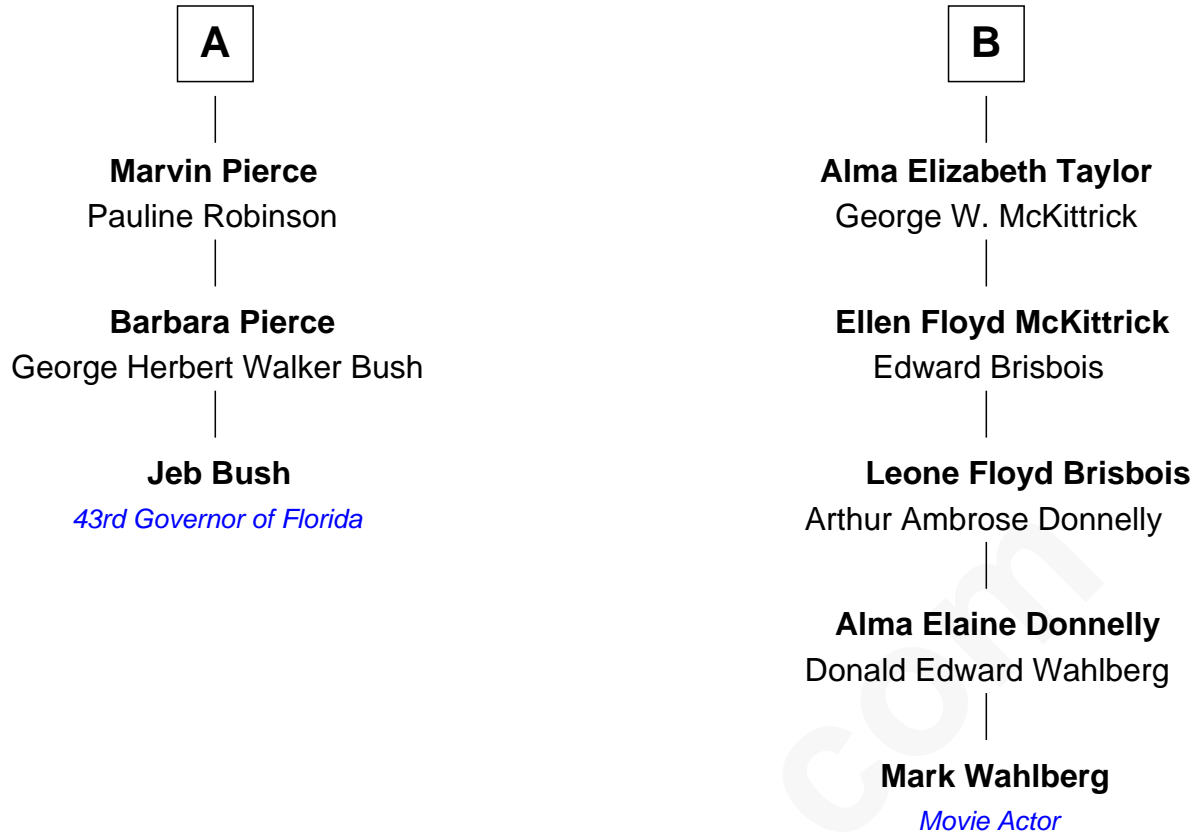 A
Marvin Pierce
Pauline Robinson
Barbara Pierce
George Herbert Walker Bush
Jeb Bush
43rd Governor of Florida
B
Alma Elizabeth Taylor
George W. McKittrick
Ellen Floyd McKittrick
Edward Brisbois
Leone Floyd Brisbois
Arthur Ambrose Donnelly
Alma Elaine Donnelly
Donald Edward Wahlberg
Mark Wahlberg
Movie Actor
com